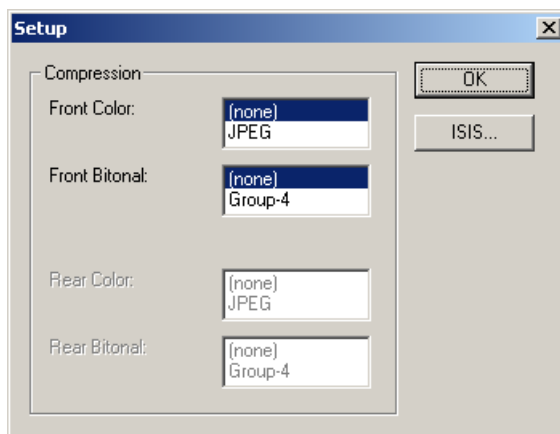 Setup
Compression
OK
Front Color:
(none)
JPEG
ISIS...
Front Bitonal:
(none)
Group-4
Rear Color:
(none)
JPEG
Rear Bitonal:
(none)
Group-4